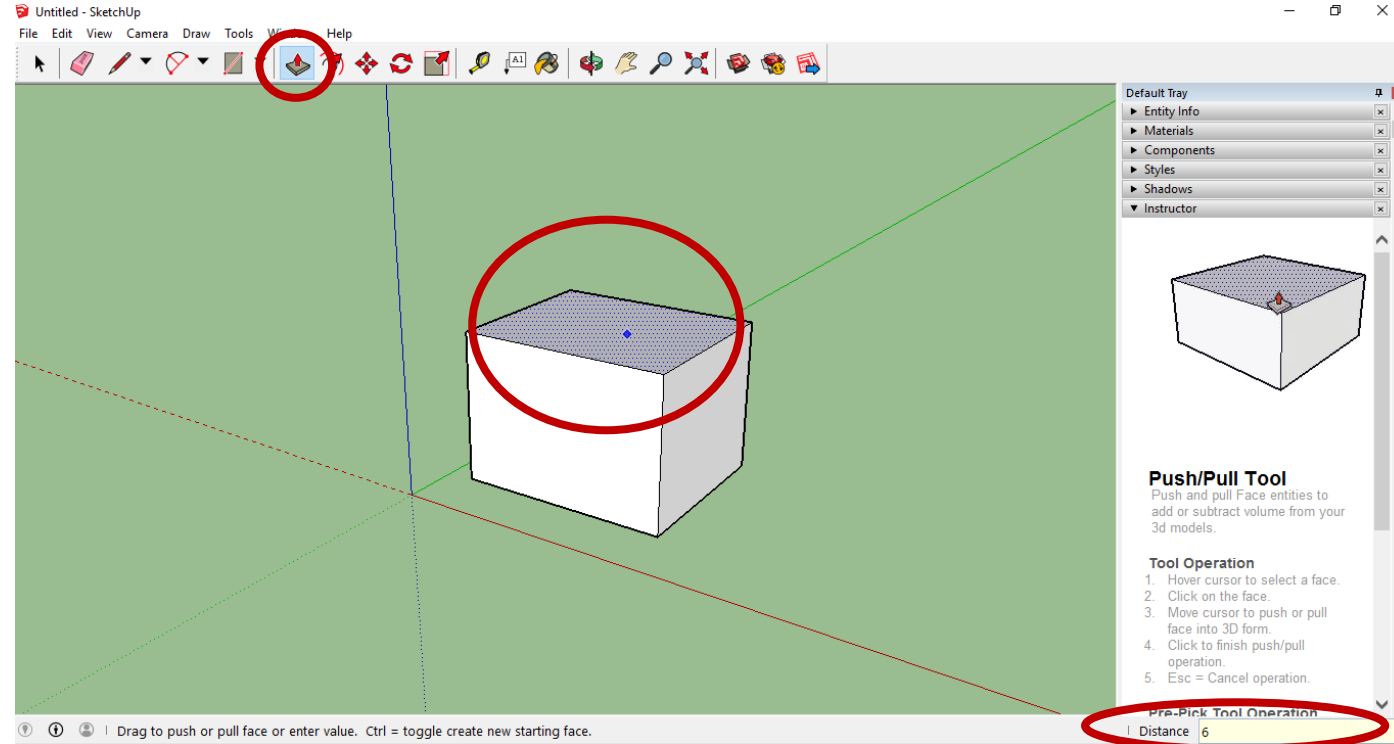 Untitled - SketchUp
File Edit View Camera Draw Tools Window Help
A1
Default Tray
Entity Info
Materials
Components
Styles
Shadows
Instructor
Push/Pull Tool
Push and pull Face entities to
add or subtract volume from your
3d models.
Tool Operation
1. Hover cursor to select a face.
2. Click on the face.
3. Move cursor to push or pull
face into 3D form.
4. Click to finish push/pull
operation.
5. Esc = Cancel operation.
Pre-Pick Tool Operation
Drag to push or pull face or enter value. Ctrl = toggle create new starting face.
Distance 6